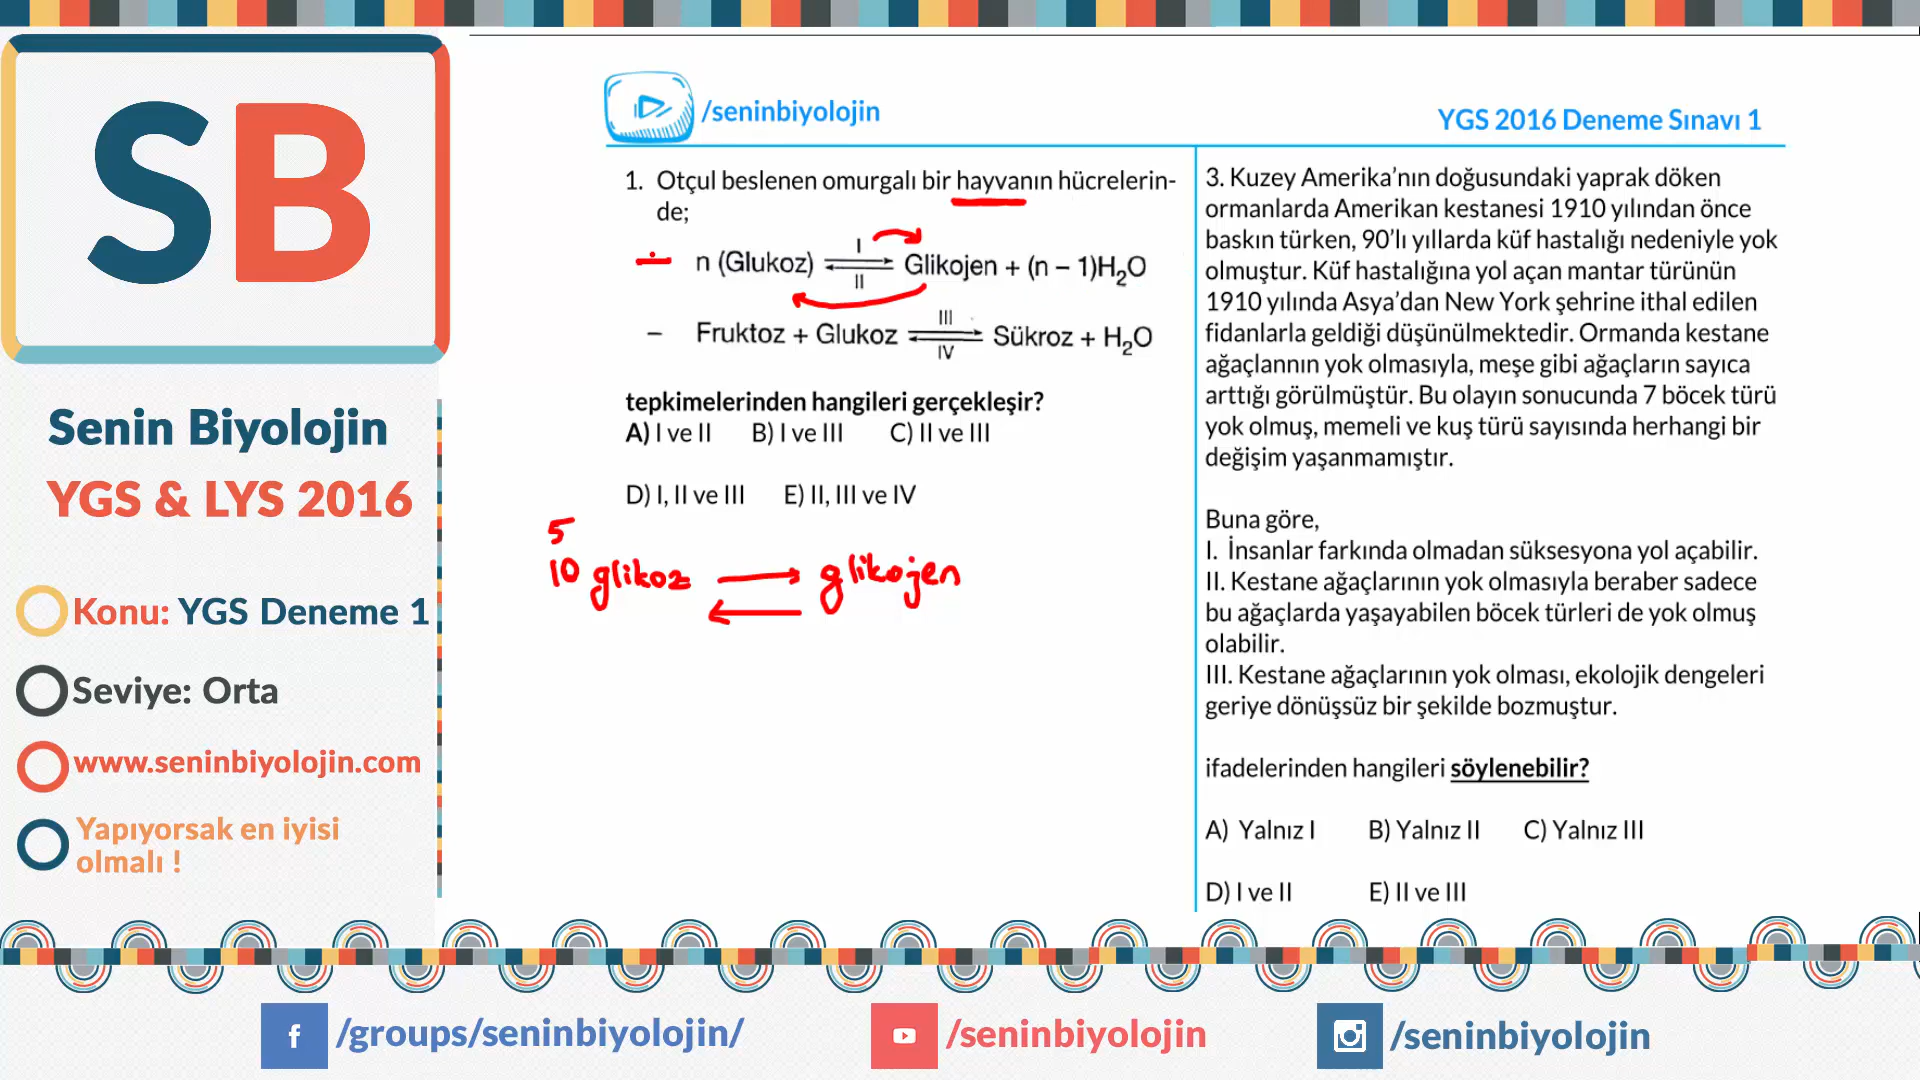 SB
Senin Biyolojin
YGS & LYS 2016
Konu: YGS Deneme 1
Seviye: Orta
www.seninbiyolojin.com
Yapıyorsak en iyisi
olmalı !
/seninbiyolojin
YGS 2016 Deneme Sınavı 1
1. Otçul beslenen omurgalı bir hayvanın hücrelerin-
de;
n (Glukoz) I II Glikojen + (n – 1)H₂O
– Fruktoz + Glukoz III IV Sükroz + H₂O
tepkimelerinden hangileri gerçekleşir?
A) I ve II B) I ve III C) II ve III
D) I, II ve III E) II, III ve IV
5
10 glikoz glikojen
3. Kuzey Amerika’nın doğusundaki yaprak döken
ormanlarda Amerikan kestanesi 1910 yılından önce
baskın türken, 90’lı yıllarda küf hastalığı nedeniyle yok
olmuştur. Küf hastalığına yol açan mantar türünün
1910 yılında Asya’dan New York şehrine ithal edilen
fidanlarla geldiği düşünülmektedir. Ormanda kestane
ağaçlannın yok olmasıyla, meşe gibi ağaçların sayıca
arttığı görülmüştür. Bu olayın sonucunda 7 böcek türü
yok olmuş, memeli ve kuş türü sayısında herhangi bir
değişim yaşanmamıştır.
Buna göre,
I. İnsanlar farkında olmadan süksesyona yol açabilir.
II. Kestane ağaçlarının yok olmasıyla beraber sadece
bu ağaçlarda yaşayabilen böcek türleri de yok olmuş
olabilir.
III. Kestane ağaçlarının yok olması, ekolojik dengeleri
geriye dönüşsüz bir şekilde bozmuştur.
ifadelerinden hangileri söylenebilir?
A) Yalnız I B) Yalnız II C) Yalnız III
D) I ve II E) II ve III
/groups/seninbiyolojin/
/seninbiyolojin
/seninbiyolojin